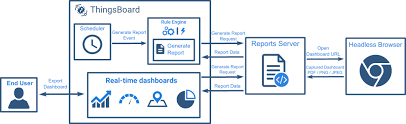 ThingsBoard
Scheduler
Generate Report
Event
Rule Engine
Generate
Report
Generate Report
Request
Report Data
Reports Server
Open
Dashboard URL
Captured Dashboard
PDF / PNG / JPEG
Headless Browser
End User
Export
Dashboard
Real-time dashboards
Generate Report
Request
Report Data